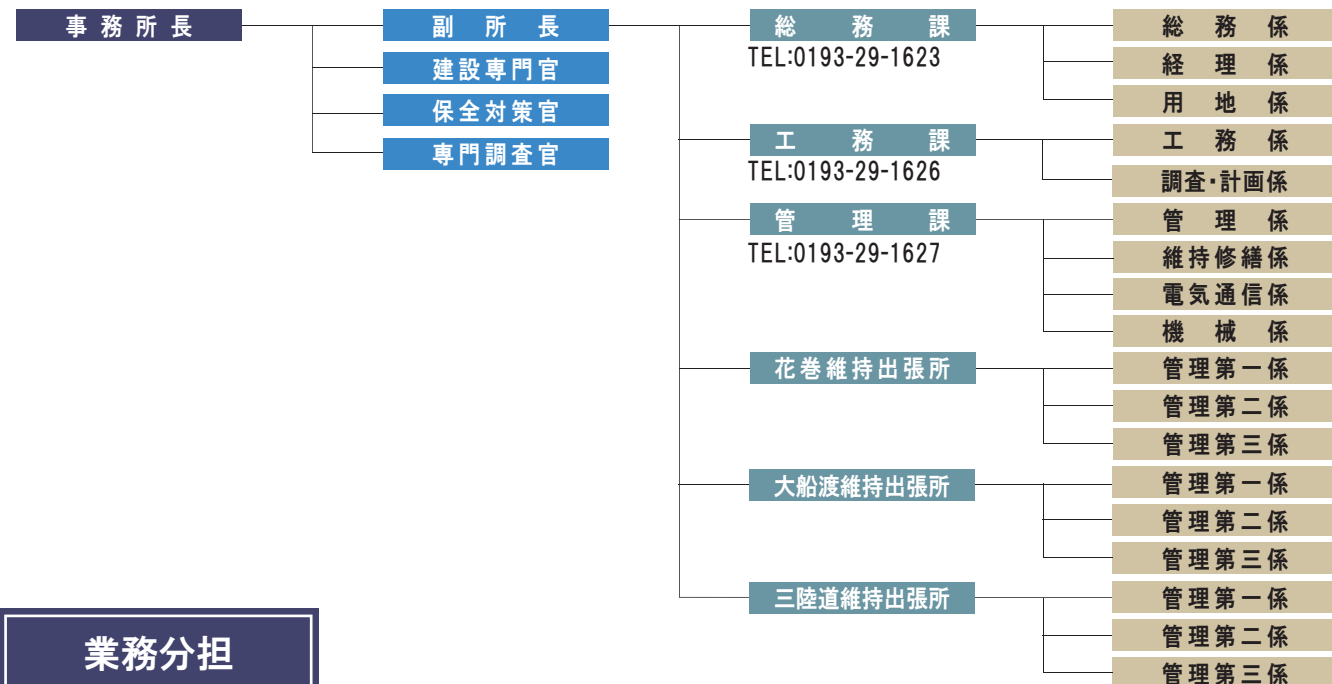 事務所長
副所長
建設専門官
保全対策官
専門調査官
総務課
TEL:0193-29-1623
総務係
経理係
用地係
工務課
TEL:0193-29-1626
工務係
調査・計画係
管理課
TEL:0193-29-1627
管理係
維持修繕係
電気通信係
機械係
花巻維持出張所
管理第一係
管理第二係
管理第三係
大船渡維持出張所
管理第一係
管理第二係
管理第三係
三陸道維持出張所
管理第一係
管理第二係
管理第三係
業務分担